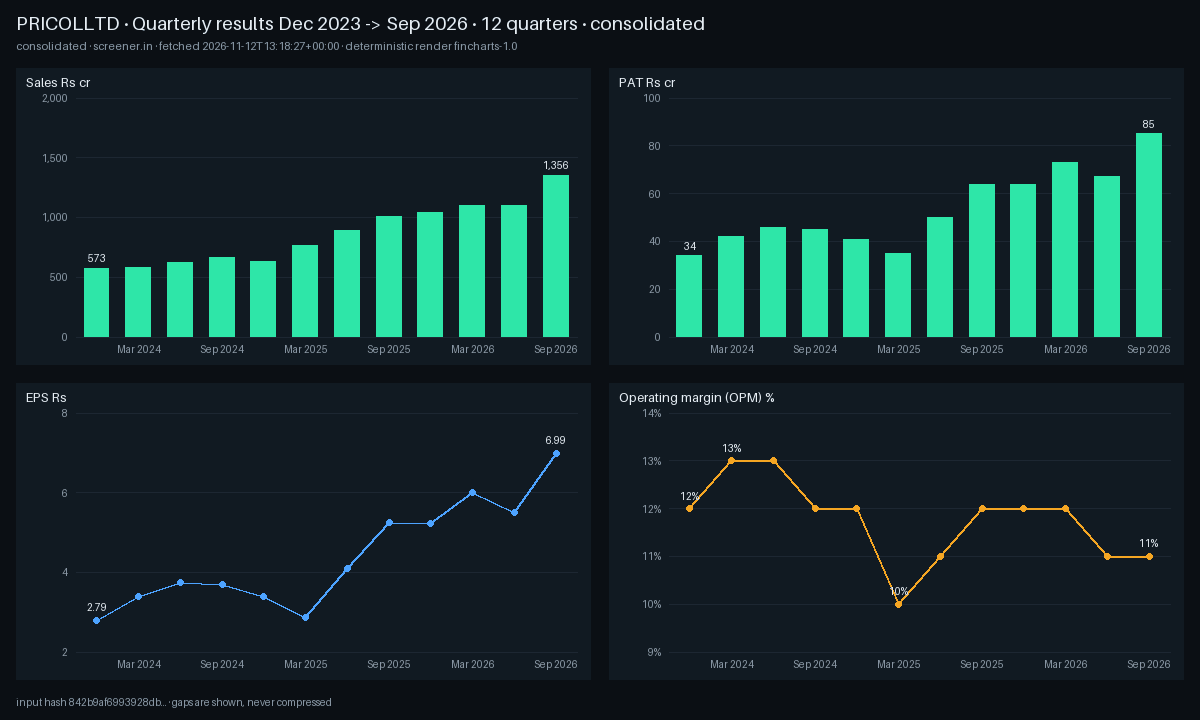 PRICOLLTD · Quarterly results Dec 2023 -> Sep 2026 · 12 quarters · consolidated
consolidated · screener.in · fetched 2026-11-12T13:18:27+00:00 · deterministic render fincharts-1.0
Sales Rs cr
2,000
1,500
1,000
500
0
573
1,356
Mar 2024 Sep 2024 Mar 2025 Sep 2025 Mar 2026 Sep 2026
PAT Rs cr
100
80
60
40
20
0
34
85
Mar 2024 Sep 2024 Mar 2025 Sep 2025 Mar 2026 Sep 2026
EPS Rs
8
6
4
2
2.79
6.99
Mar 2024 Sep 2024 Mar 2025 Sep 2025 Mar 2026 Sep 2026
Operating margin (OPM) %
14%
13%
12%
11%
10%
9%
12%
13%
10%
11%
Mar 2024 Sep 2024 Mar 2025 Sep 2025 Mar 2026 Sep 2026
input hash 842b9af6993928db… · gaps are shown, never compressed